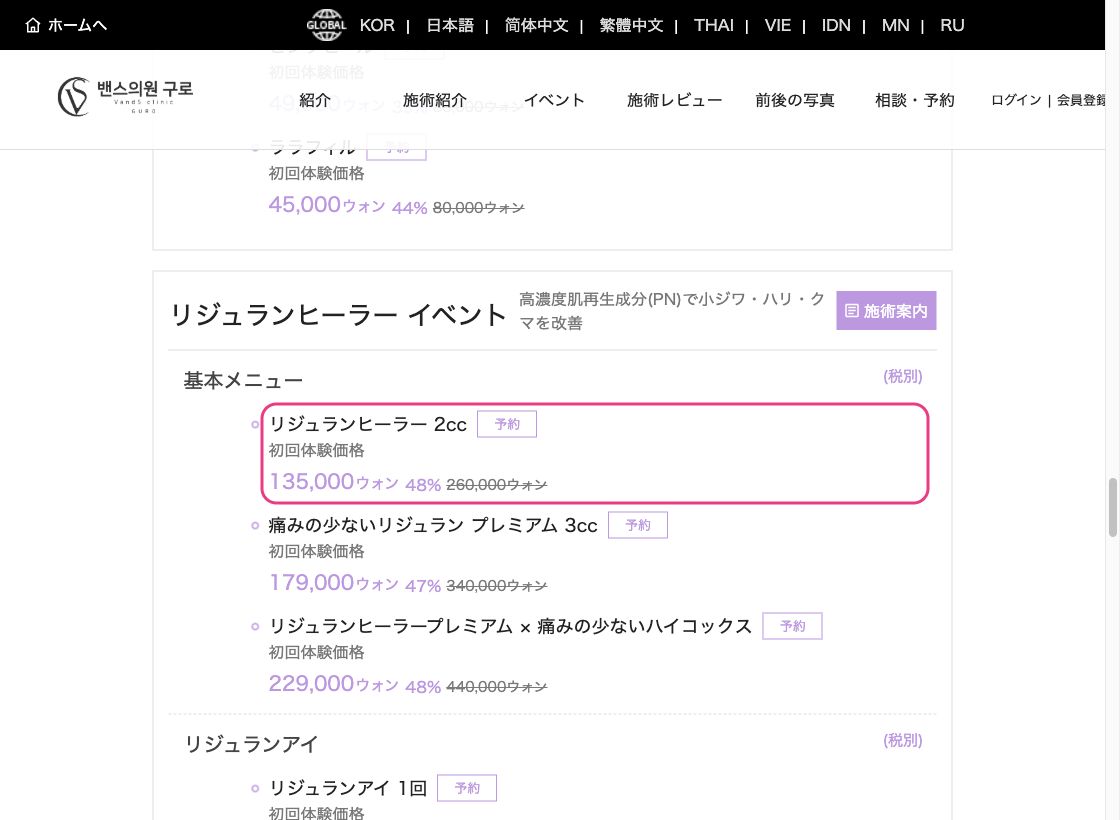 ホームへ
GLOBAL KOR | 日本語 | 简体中文 | 繁體中文 | THAI | VIE | IDN | MN | RU
초기화
밴스의원 구로
VandS clinic
GURO
紹介 施術紹介 イベント 施術レビュー 前後の写真 相談・予約 ログイン | 会員登録
初回体験価格
ララフィル 予約
初回体験価格
45,000ウォン 44% 80,000ウォン
リジュランヒーラー イベント
高濃度肌再生成分(PN)で小ジワ・ハリ・クマを改善
施術案内
基本メニュー (税別)
リジュランヒーラー 2cc 予約
初回体験価格
135,000ウォン 48% 260,000ウォン
痛みの少ないリジュラン プレミアム 3cc 予約
初回体験価格
179,000ウォン 47% 340,000ウォン
リジュランヒーラープレミアム × 痛みの少ないハイコックス 予約
初回体験価格
229,000ウォン 48% 440,000ウォン
リジュランアイ (税別)
リジュランアイ 1回 予約
初回体験価格